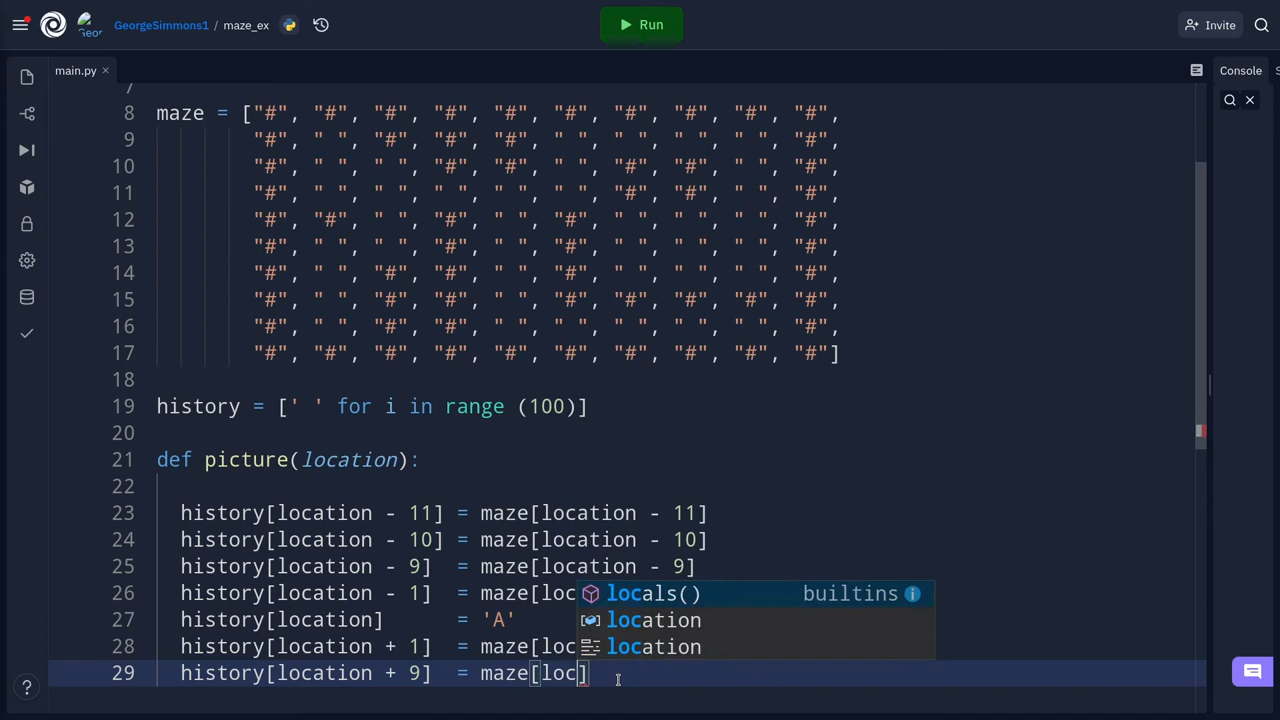 GeorgeSimmons1 / maze_ex
Run
Invite
main.py
Console
7
8 maze = ["#", "#", "#", "#", "#", "#", "#", "#", "#", "#",
9 "#", " ", "#", "#", " ", " ", " ", " ", " ", "#",
10 "#", " ", " ", "#", "#", " ", "#", "#", " ", "#",
11 "#", " ", " ", " ", " ", " ", "#", "#", " ", "#",
12 "#", "#", " ", "#", " ", "#", " ", " ", " ", "#",
13 "#", " ", " ", "#", " ", "#", " ", " ", " ", "#",
14 "#", " ", "#", "#", " ", " ", " ", " ", " ", "#",
15 "#", " ", "#", "#", " ", "#", "#", "#", "#", "#",
16 "#", " ", "#", "#", " ", " ", " ", " ", " ", "#",
17 "#", "#", "#", "#", "#", "#", "#", "#", "#", "#"]
18
19 history = [' ' for i in range (100)]
20
21 def picture(location):
22
23 history[location - 11] = maze[location - 11]
24 history[location - 10] = maze[location - 10]
25 history[location - 9] = maze[location - 9]
26 history[location - 1] = maze[loc
locals() builtins
27 history[location] = 'A'
location
28 history[location + 1] = maze[loc
location
29 history[location + 9] = maze[loc]